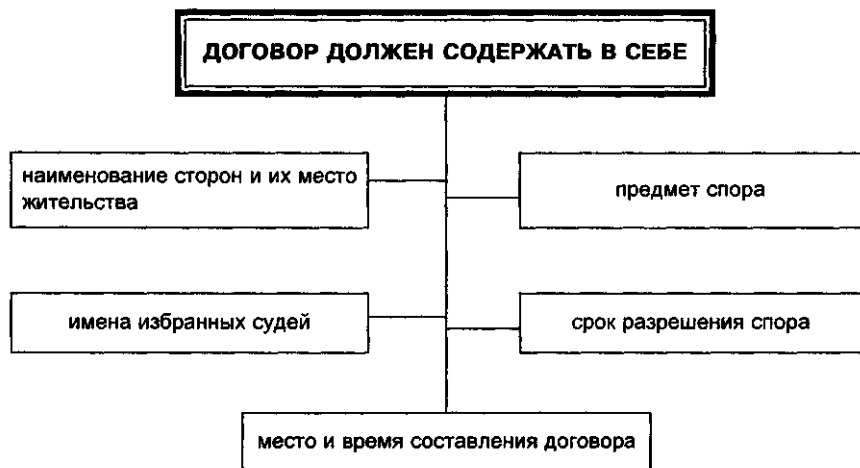 ДОГОВОР ДОЛЖЕН СОДЕРЖАТЬ В СЕБЕ
наименование сторон и их место
жительства
предмет спора
имена избранных судей
срок разрешения спора
место и время составления договора